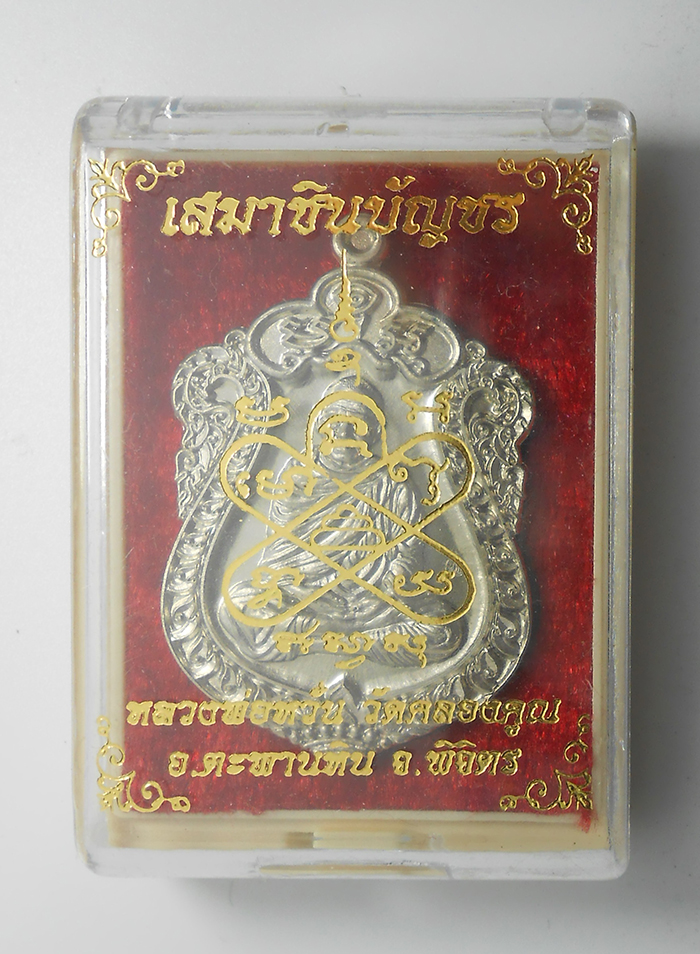 เสมาชินบัญชร
หลวงพ่อหวั่น วัดคลองคูณ
อ.ตะพานหิน จ.พิจิตร